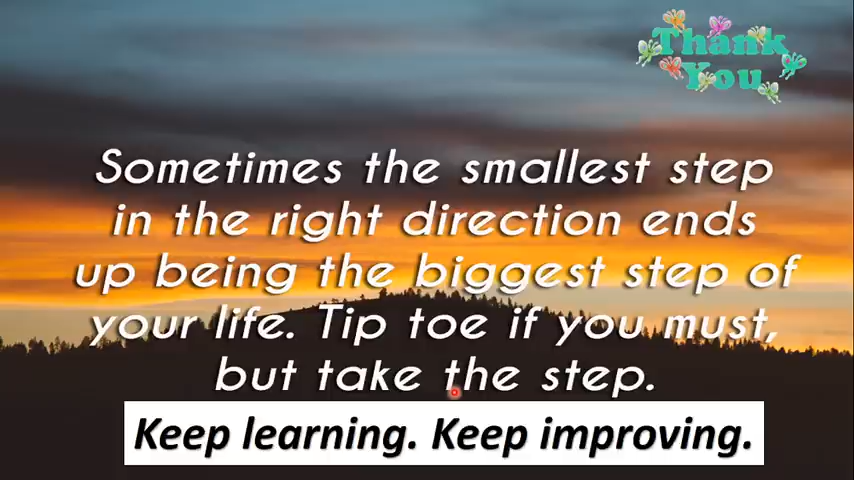 Thank
You
Sometimes the smallest step
in the right direction ends
up being the biggest step of
your life. Tip toe if you must,
but take the step.
Keep learning. Keep improving.